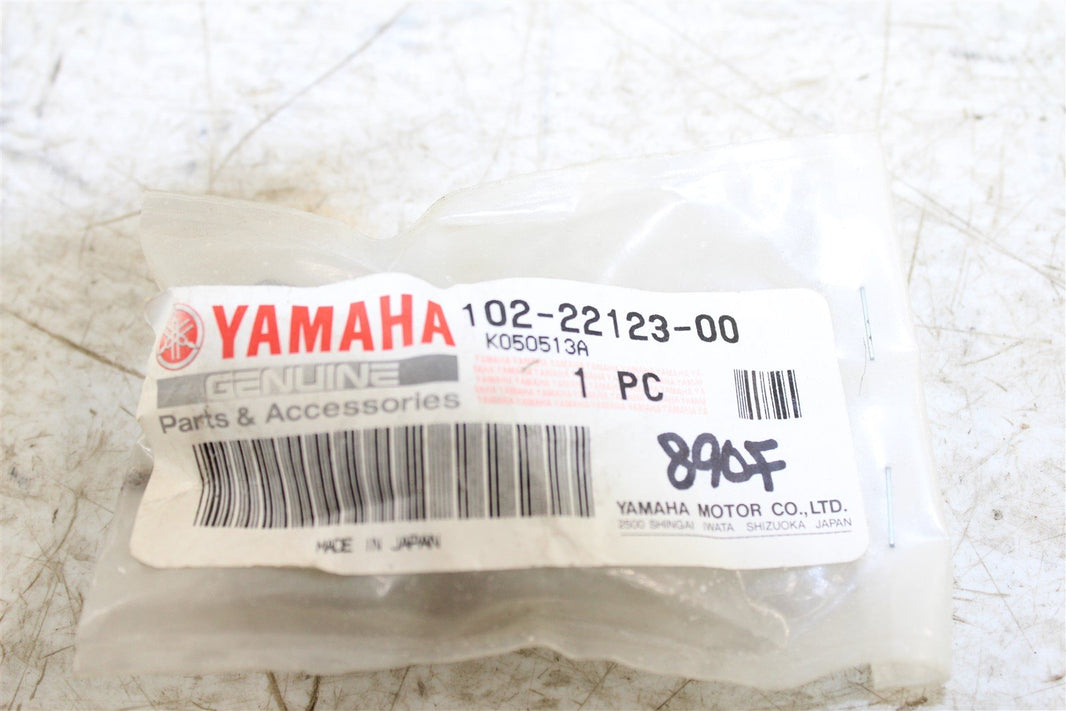 YAMAHA 102-22123-00
K050513A
GENUINE
1 PC
Parts & Accessories
890F
YAMAHA MOTOR CO.,LTD.
2500 SHINGAI IWATA SHIZUOKA JAPAN
MADE IN JAPAN